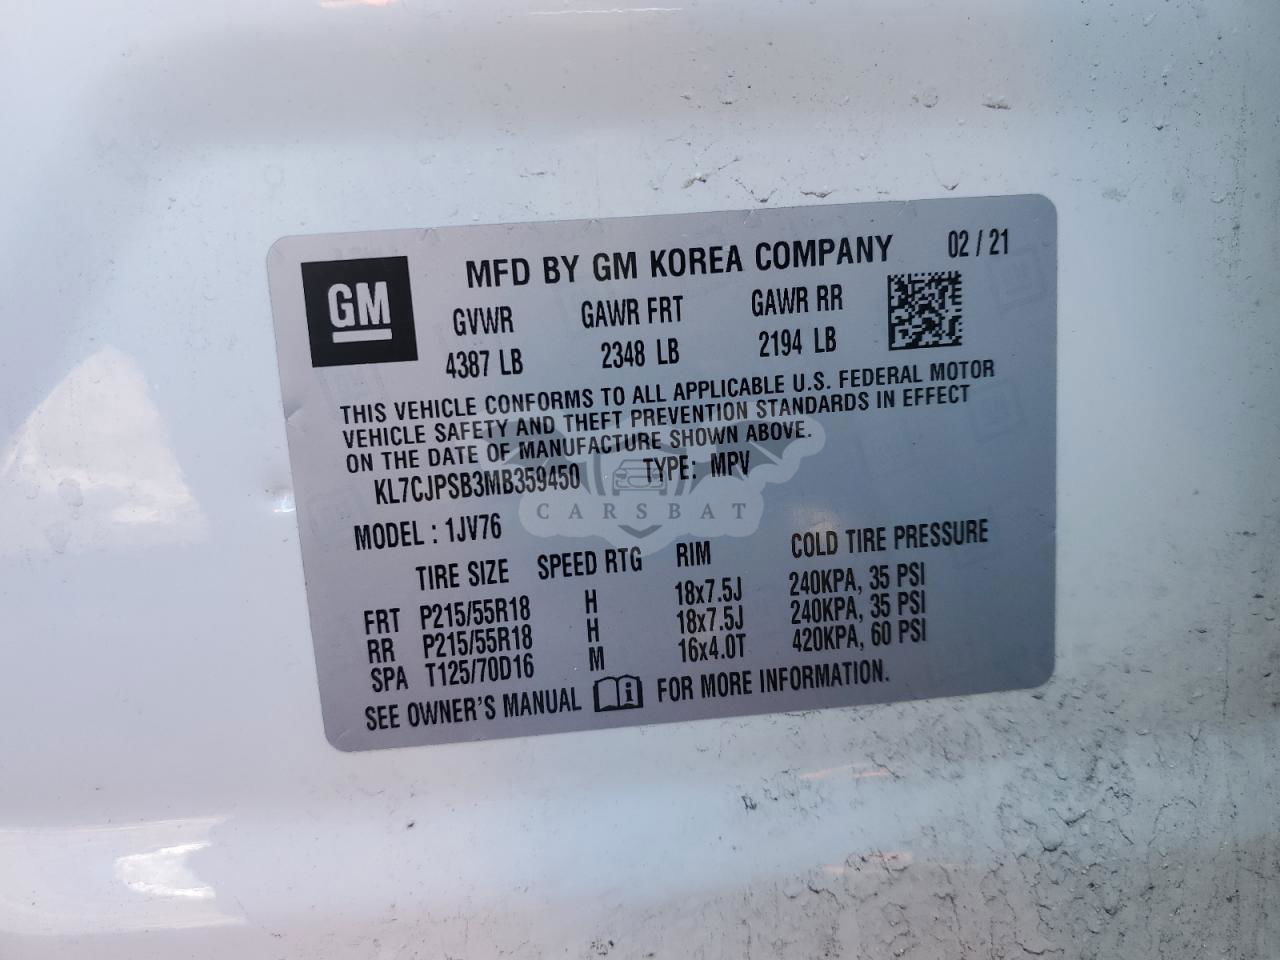 GM
MFD BY GM KOREA COMPANY 02 / 21
GVWR GAWR FRT GAWR RR
4387 LB 2348 LB 2194 LB
THIS VEHICLE CONFORMS TO ALL APPLICABLE U.S. FEDERAL MOTOR
VEHICLE SAFETY AND THEFT PREVENTION STANDARDS IN EFFECT
ON THE DATE OF MANUFACTURE SHOWN ABOVE.
KL7CJPSB3MB359450 TYPE: MPV
CARSBAT
MODEL : 1JV76
TIRE SIZE SPEED RTG RIM COLD TIRE PRESSURE
FRT P215/55R18 H 18x7.5J 240KPA, 35 PSI
RR P215/55R18 H 18x7.5J 240KPA, 35 PSI
SPA T125/70D16 M 16x4.0T 420KPA, 60 PSI
SEE OWNER'S MANUAL i FOR MORE INFORMATION.